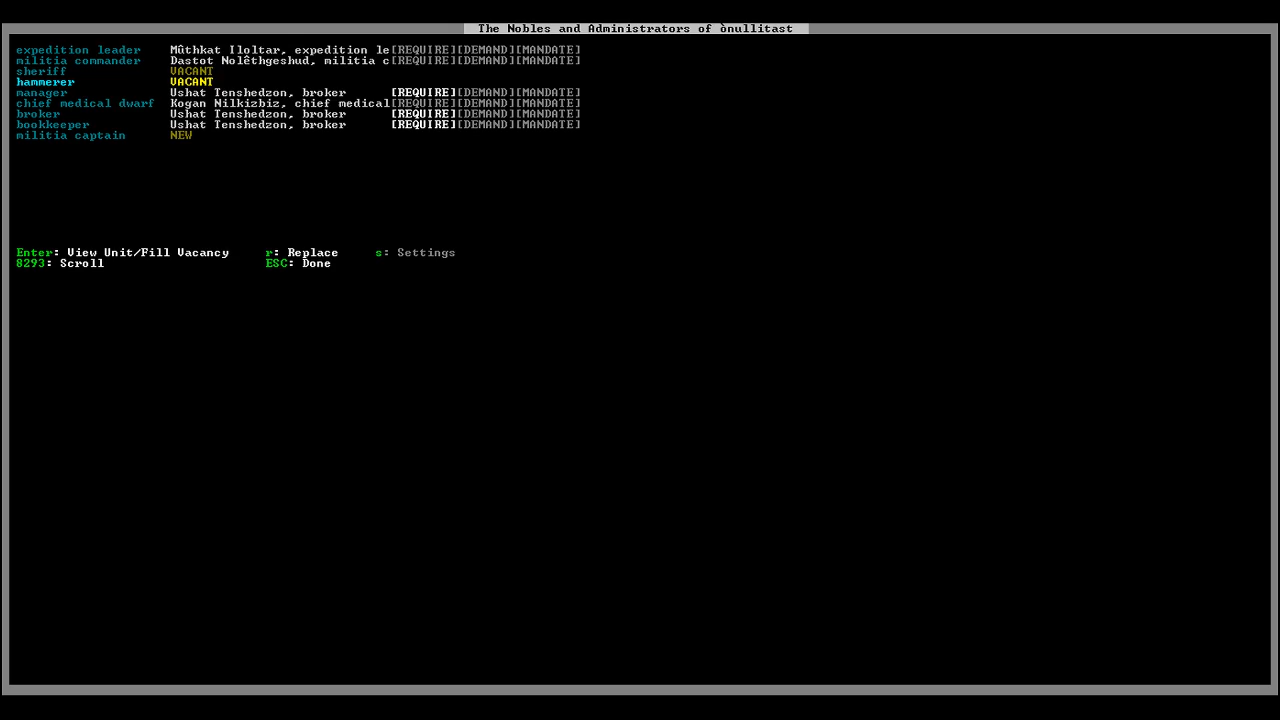 The Nobles and Administrators of ònullitast
expedition leader Mûthkat Iloltar, expedition le[REQUIRE][DEMAND][MANDATE]
militia commander Dastot Nolêthgeshud, militia c[REQUIRE][DEMAND][MANDATE]
sheriff VACANT
hammerer VACANT
manager Ushat Tenshedzon, broker [REQUIRE][DEMAND][MANDATE]
chief medical dwarf Kogan Nilkizbiz, chief medical[REQUIRE][DEMAND][MANDATE]
broker Ushat Tenshedzon, broker [REQUIRE][DEMAND][MANDATE]
bookkeeper Ushat Tenshedzon, broker [REQUIRE][DEMAND][MANDATE]
militia captain NEW
Enter: View Unit/Fill Vacancy r: Replace s: Settings
8293: Scroll ESC: Done